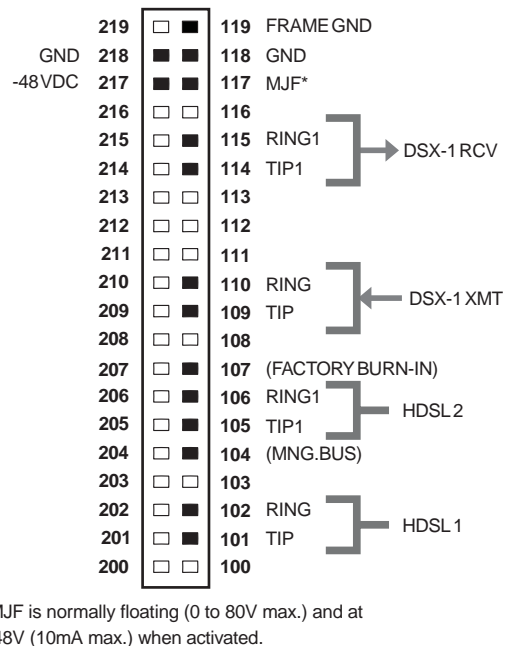 219 119 FRAME GND
GND 218 118 GND
-48 VDC 217 117 MJF*
216 116
215 115 RING1
DSX-1 RCV
214 114 TIP1
213 113
212 112
211 111
210 110 RING
DSX-1 XMT
209 109 TIP
208 108
207 107 (FACTORY BURN-IN)
206 106 RING1
HDSL 2
205 105 TIP1
204 104 (MNG.BUS)
203 103
202 102 RING
HDSL 1
201 101 TIP
200 100
MJF is normally floating (0 to 80V max.) and at
48V (10mA max.) when activated.